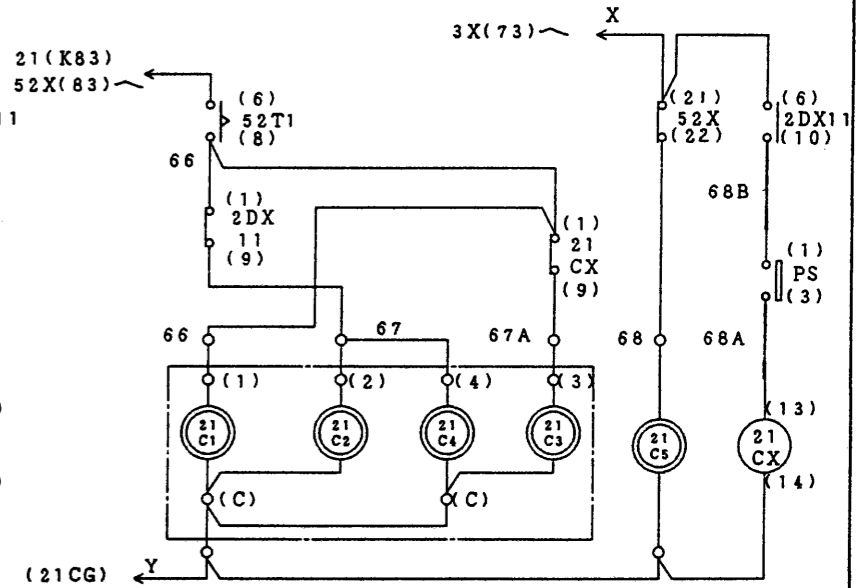 X
3X(73)
21(K83)
52X(83)
(6)
52T1
(8)
66
(1)
2DX
11
(9)
(21)
52X
(22)
(6)
2DX11
(10)
68B
(1)
21
CX
(9)
(1)
PS
(3)
66
67
67A
68
68A
(1)
(2)
(4)
(3)
(13)
21
C1
21
C2
21
C4
21
C3
21
C5
21
CX
(14)
(C)
(C)
(21CG)
Y